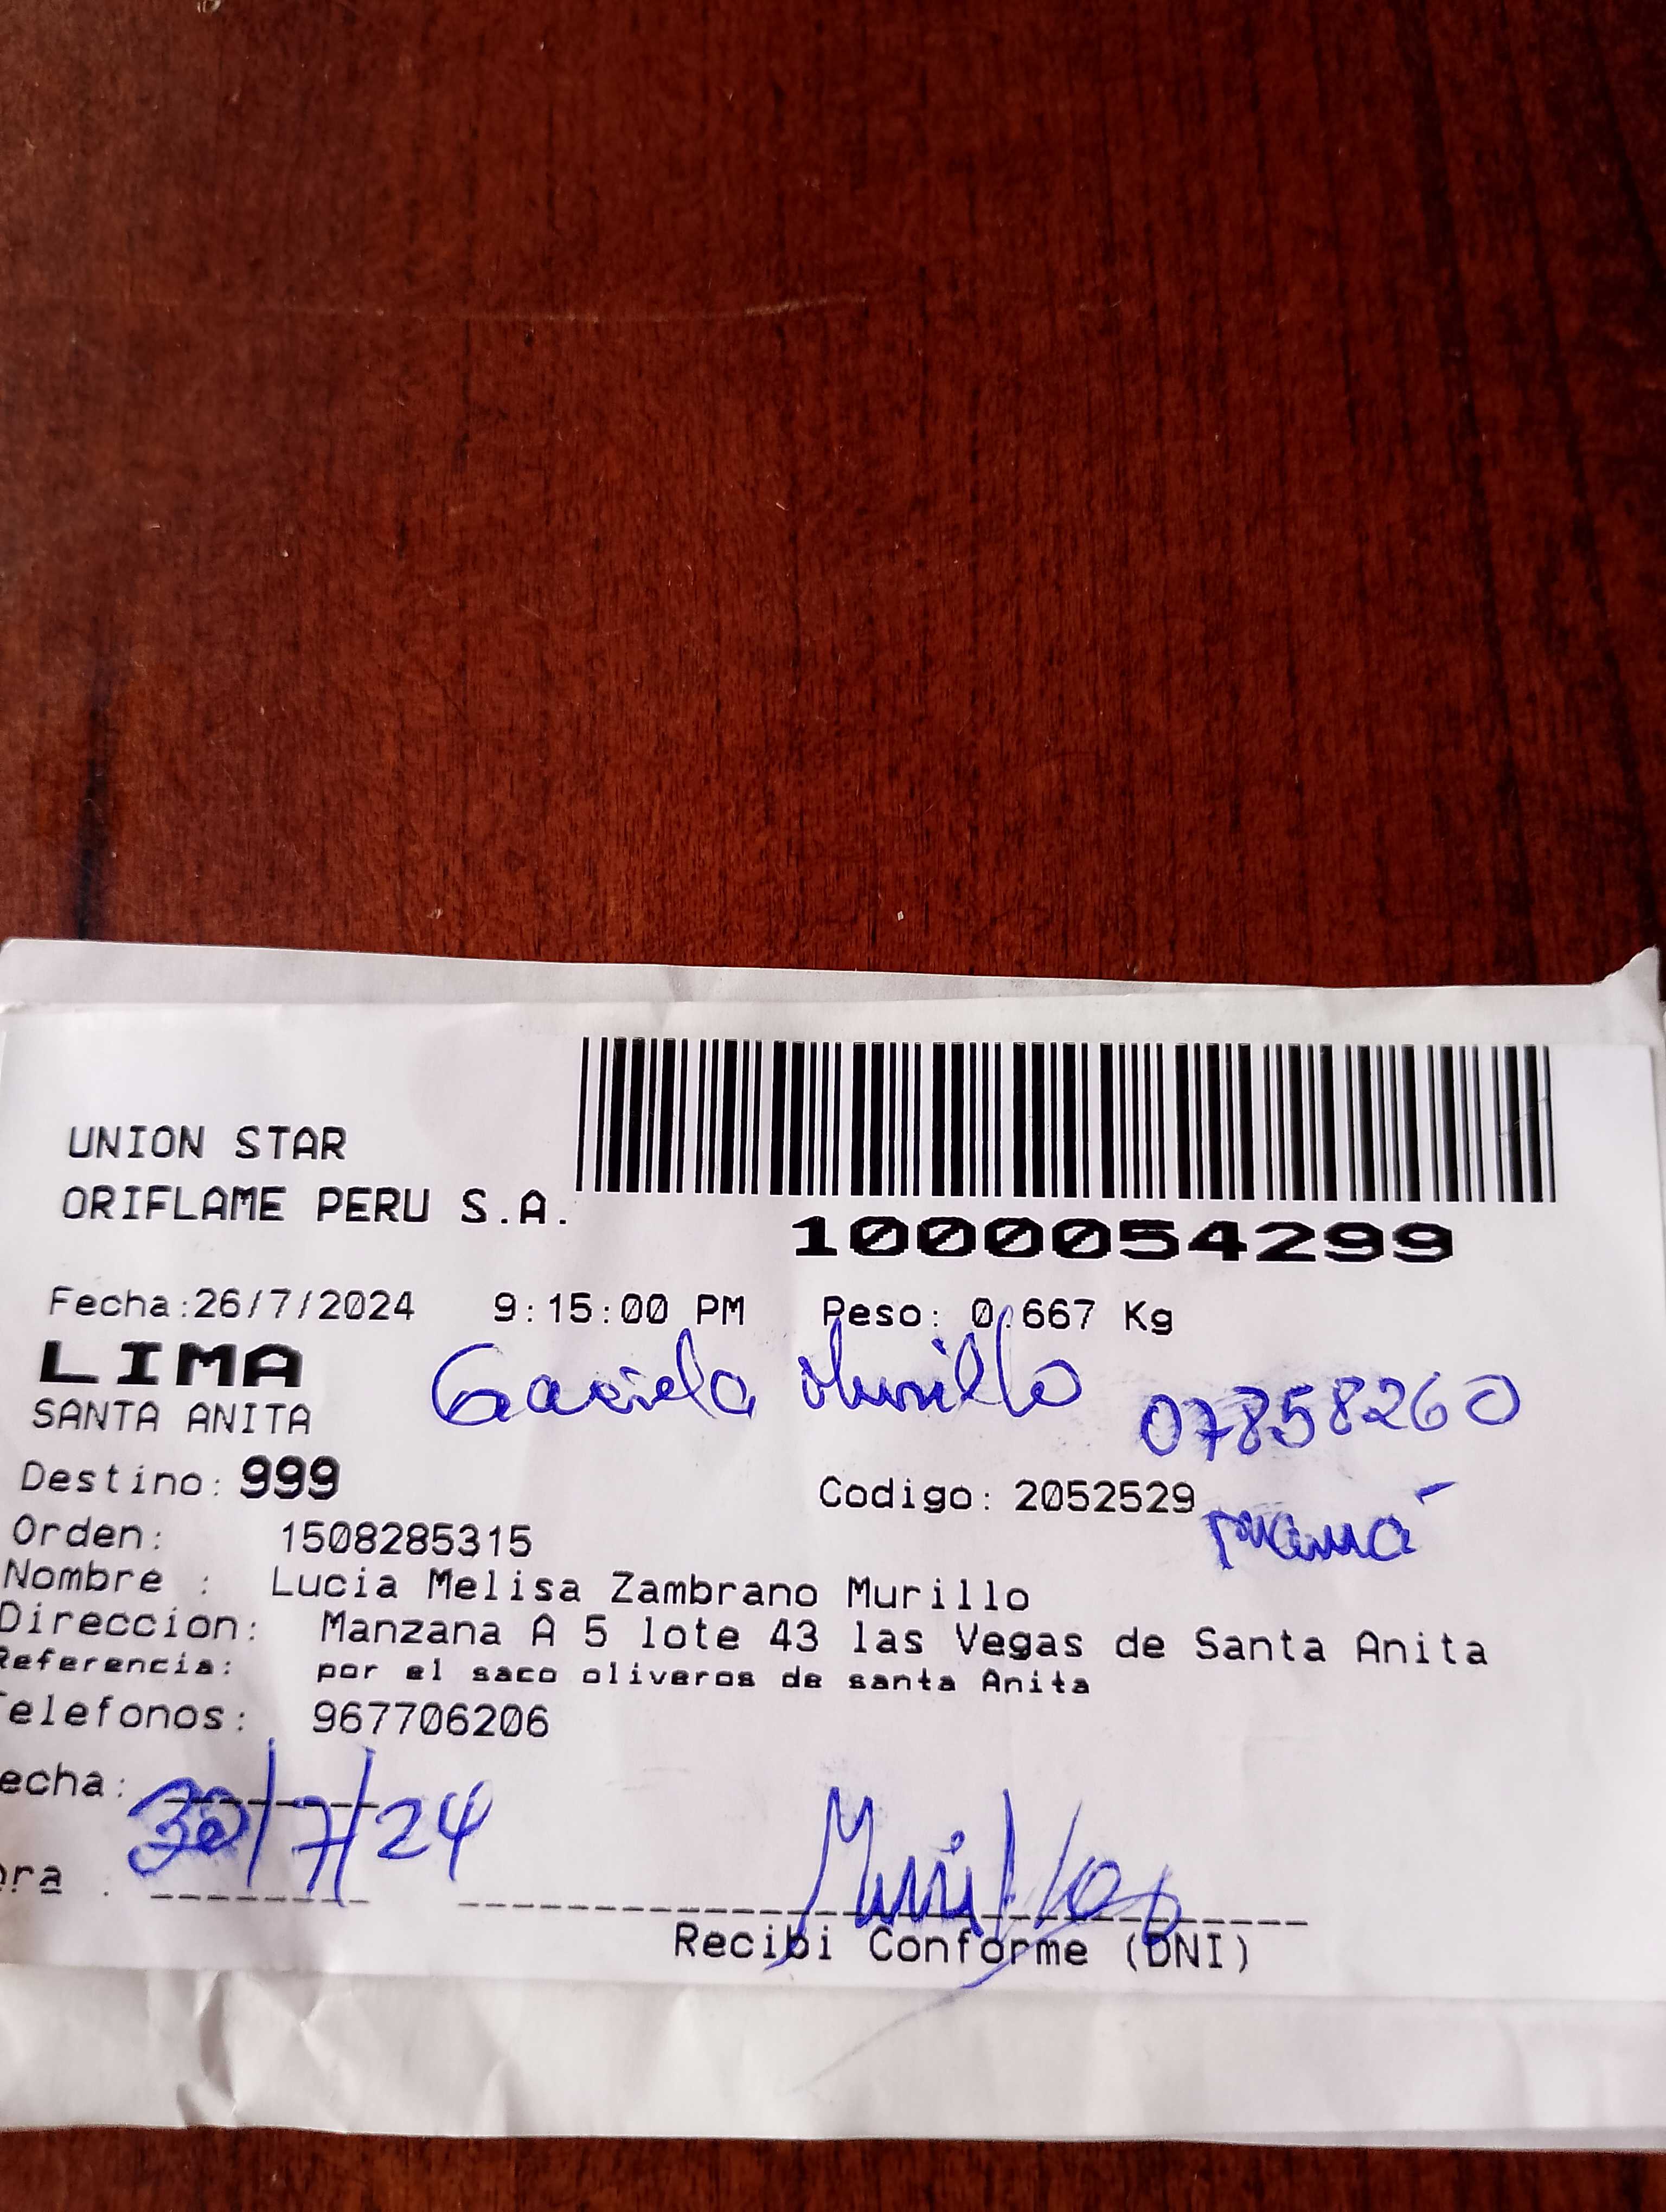 UNION STAR
ORIFLAME PERU S.A.
1000054299
Fecha:26/7/2024 9:15:00 PM Peso: 0.667 Kg
LIMA
SANTA ANITA
Murillo 07858260
Destino: 999 Codigo: 2052529
mamá
Orden: 1508285315
Nombre : Lucia Melisa Zambrano Murillo
Direccion: Manzana A 5 lote 43 las Vegas de Santa Anita
Referencia: por el saco oliveros de santa Anita
Telefonos: 967706206
echa: 30/7/24
ora :
Recibi Conforme (DNI)